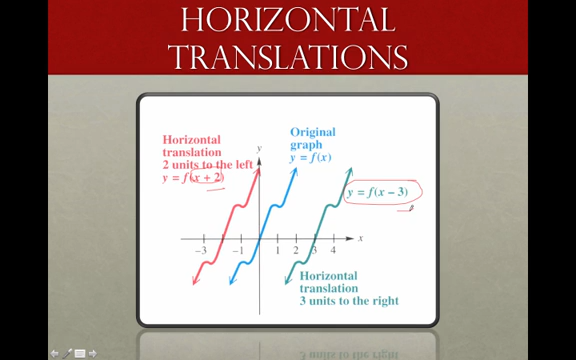 HORIZONTAL
TRANSLATIONS
Horizontal
translation
2 units to the left
y = f(x + 2)
Original
graph
y = f(x)
y
y = f(x − 3)
−3
−1
1
2
3
4
x
Horizontal
translation
3 units to the right